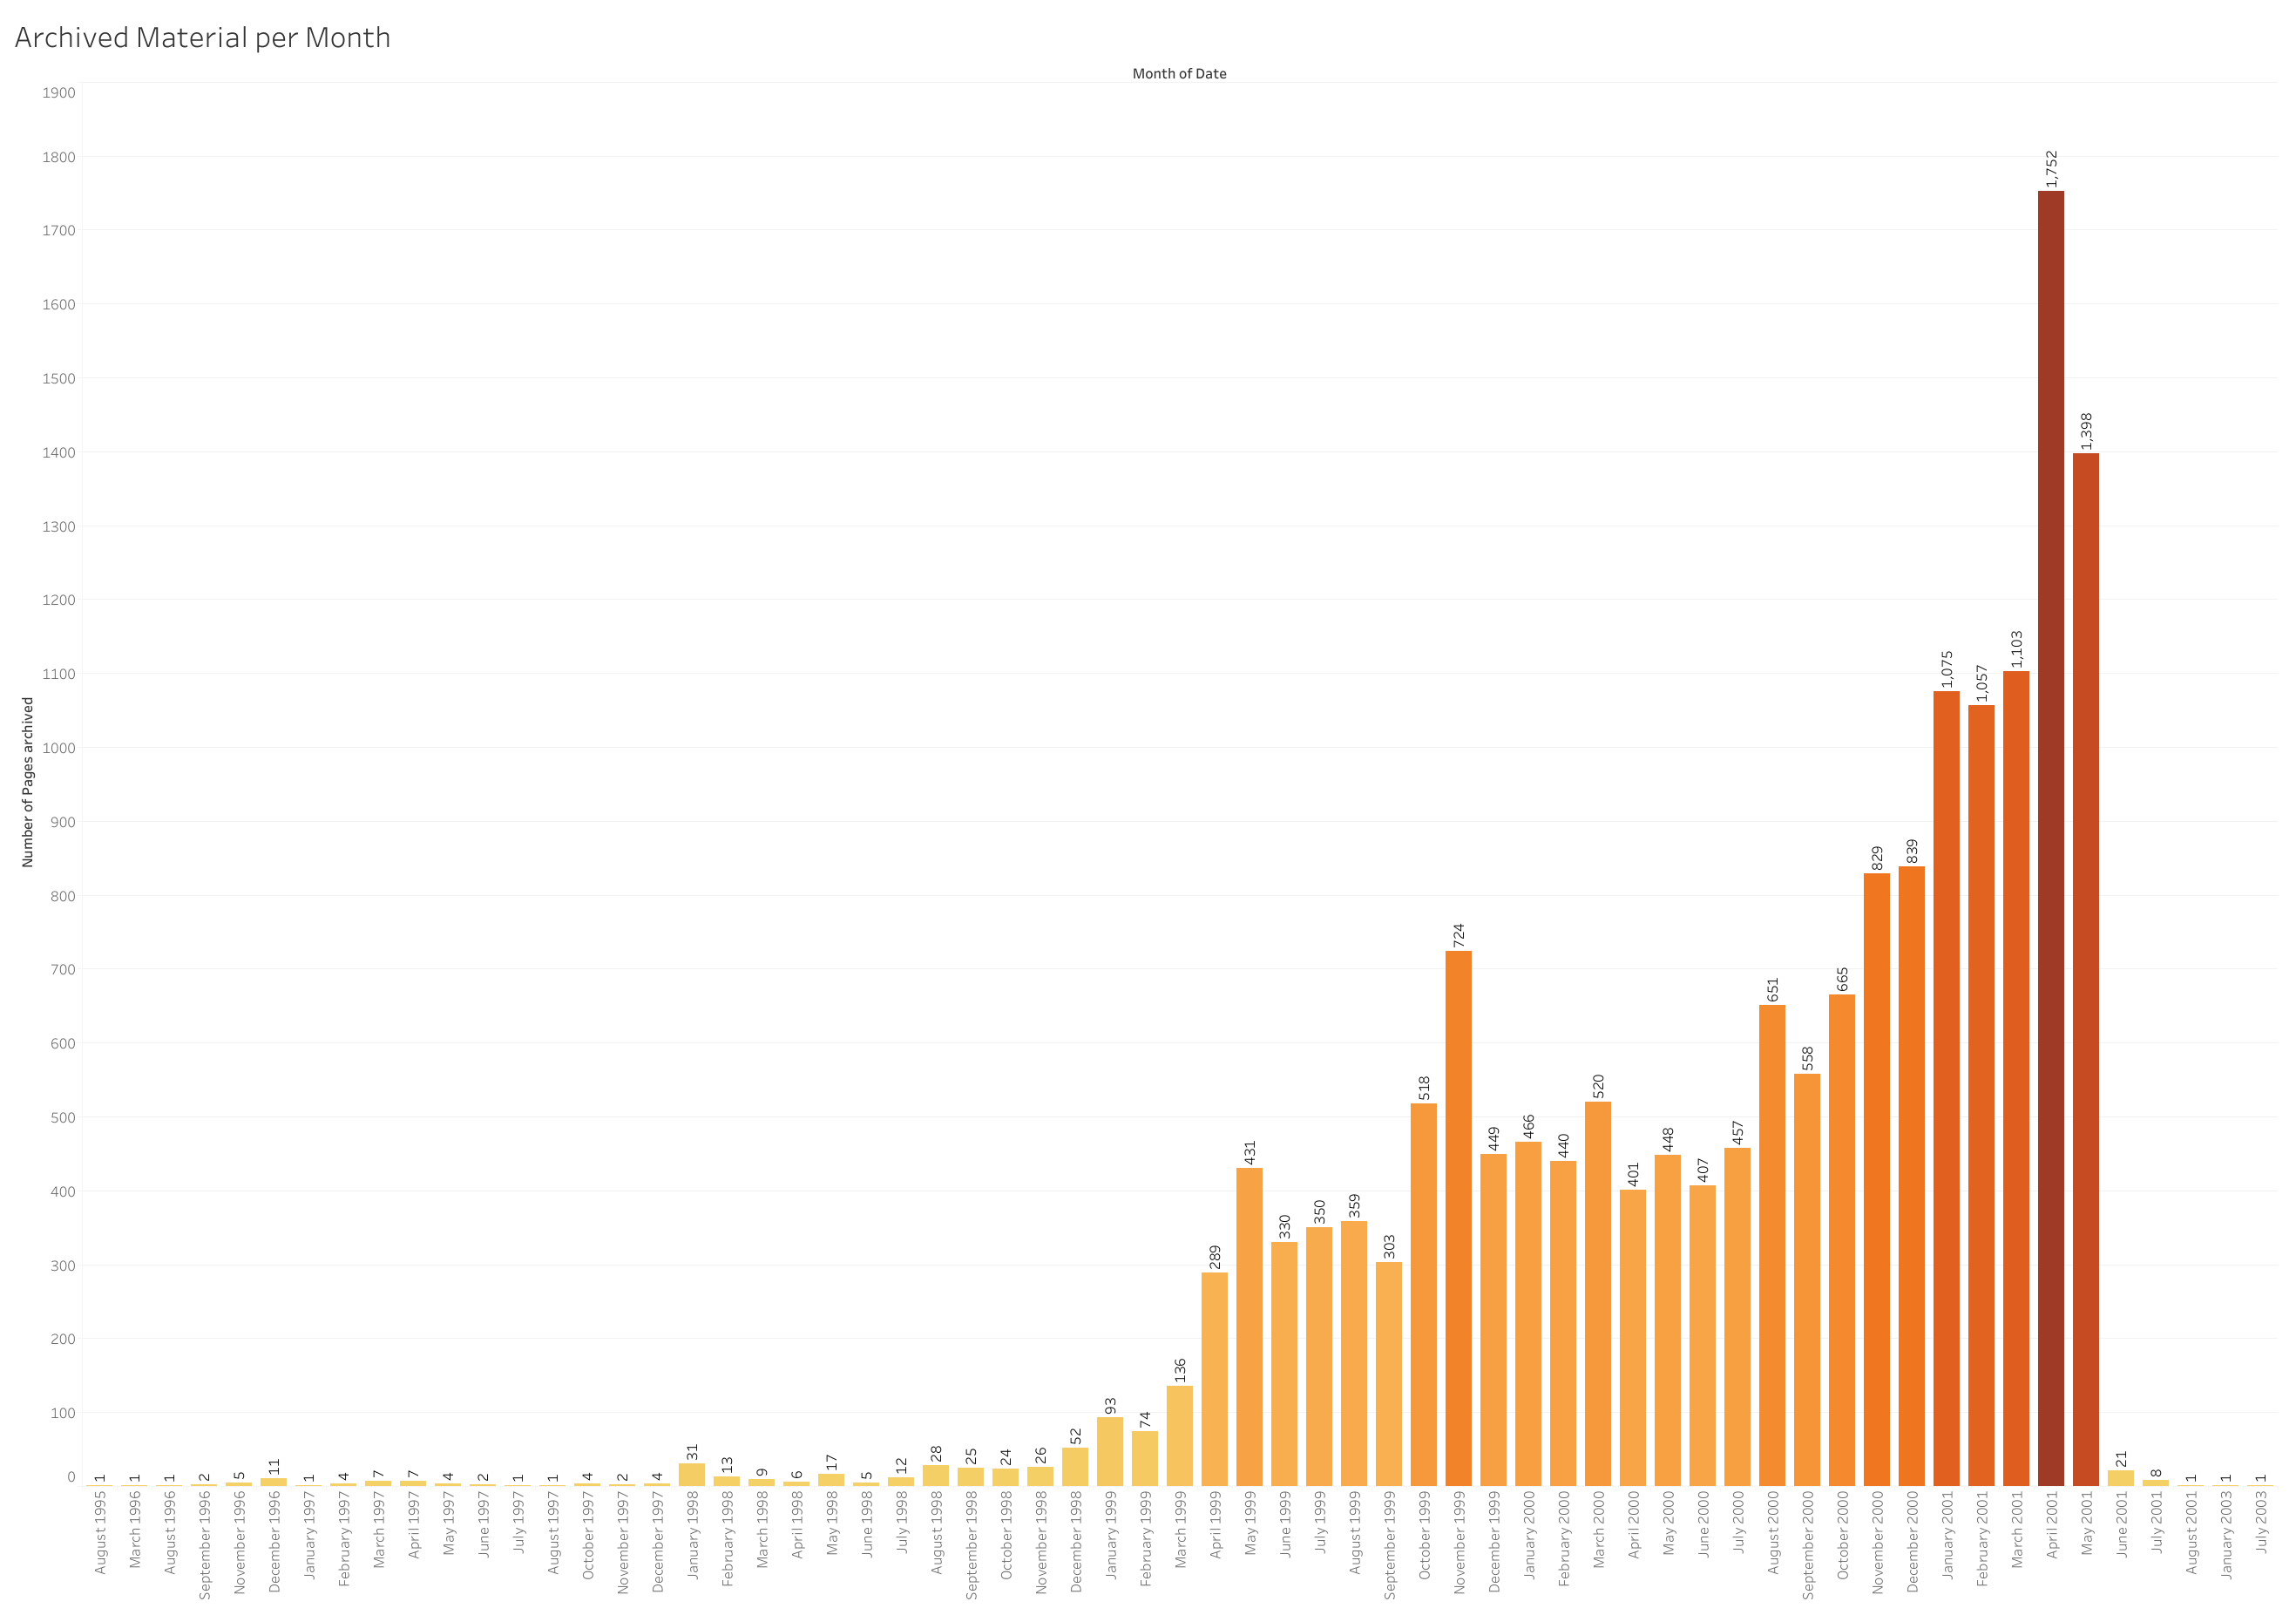 Archived Material per Month
Month of Date
Number of Pages archived
1900
1800
1700
1600
1500
1400
1300
1200
1100
1000
900
800
700
600
500
400
300
200
100
0
1
1
1
2
5
11
1
4
7
7
4
2
1
1
4
2
4
31
13
9
6
17
5
12
28
25
24
26
52
93
74
136
289
431
330
350
359
303
518
724
449
466
440
520
401
448
407
457
651
558
665
829
839
1,075
1,057
1,103
1,752
1,398
21
8
1
1
1
August 1995
March 1996
August 1996
September 1996
November 1996
December 1996
January 1997
February 1997
March 1997
April 1997
May 1997
June 1997
July 1997
August 1997
October 1997
November 1997
December 1997
January 1998
February 1998
March 1998
April 1998
May 1998
June 1998
July 1998
August 1998
September 1998
October 1998
November 1998
December 1998
January 1999
February 1999
March 1999
April 1999
May 1999
June 1999
July 1999
August 1999
September 1999
October 1999
November 1999
December 1999
January 2000
February 2000
March 2000
April 2000
May 2000
June 2000
July 2000
August 2000
September 2000
October 2000
November 2000
December 2000
January 2001
February 2001
March 2001
April 2001
May 2001
June 2001
July 2001
August 2001
January 2003
July 2003